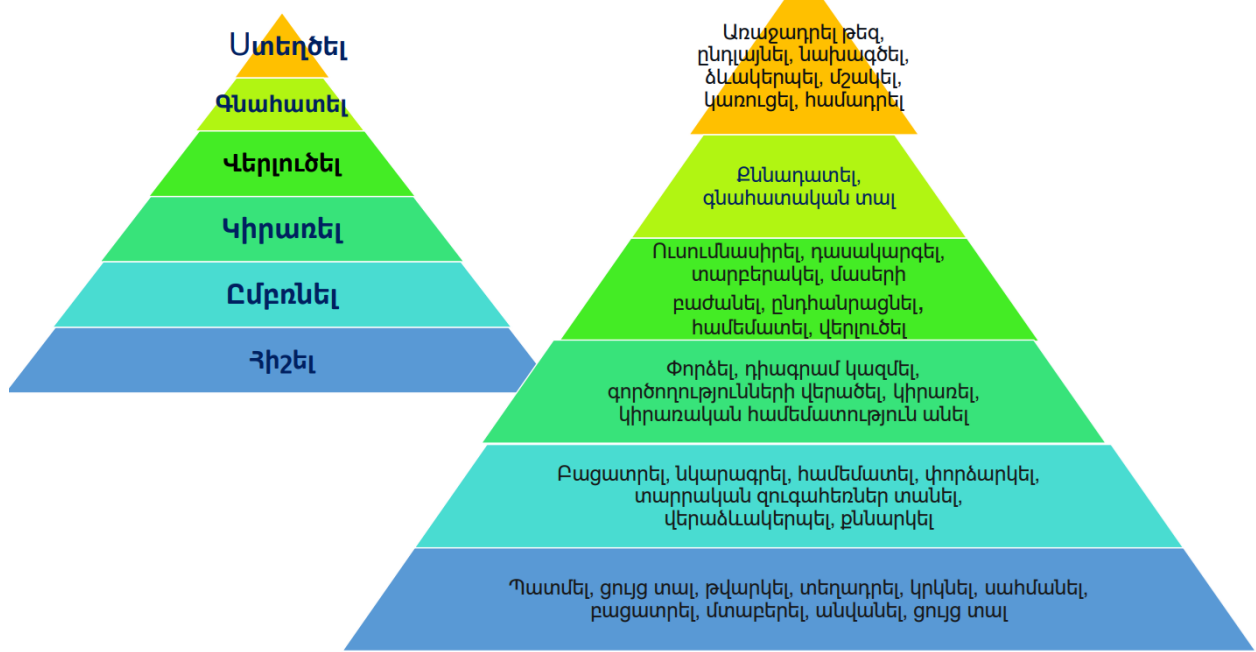 Ստեղծել
Գնահատել
Վերլուծել
Կիրառել
Ըմբռնել
Հիշել
Առաջադրել թեզ,
ընդլայնել, նախագծել,
ձևակերպել, մշակել,
կառուցել, համադրել
Քննադատել,
գնահատական տալ
Ուսումնասիրել, դասակարգել,
տարբերակել, մասերի
բաժանել, ընդհանրացնել,
համեմատել, վերլուծել
Փորձել, դիագրամ կազմել,
գործողությունների վերածել, կիրառել,
կիրառական համեմատություն անել
Բացատրել, նկարագրել, համեմատել, փորձարկել,
տարրական զուգահեռներ տանել,
վերաձևակերպել, քննարկել
Պատմել, ցույց տալ, թվարկել, տեղադրել, կրկնել, սահմանել,
բացատրել, մտաբերել, անվանել, ցույց տալ